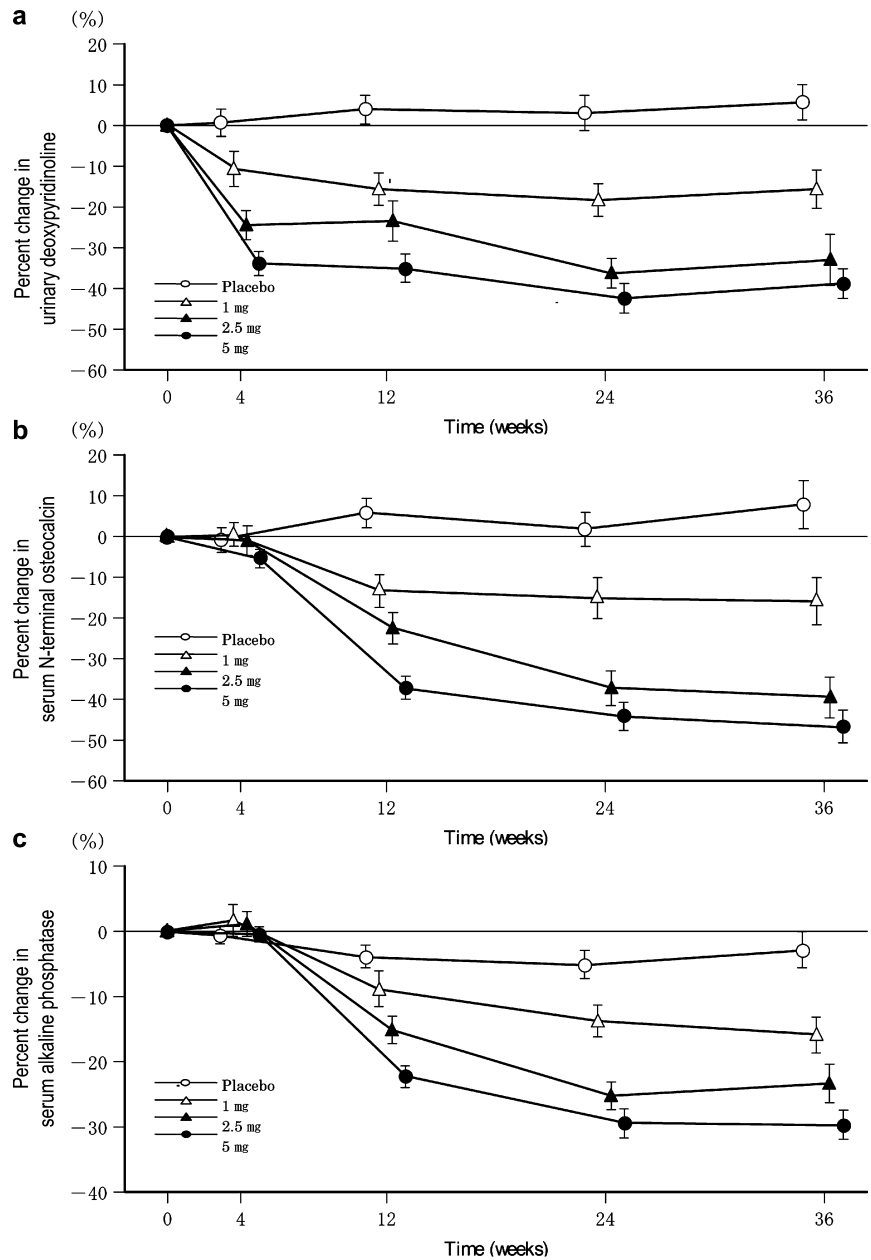 a
(%)
20
10
0
−10
−20
−30
−40
−50
−60
Percent change in
urinary deoxypyridinoline
Placebo
1 mg
2.5 mg
5 mg
0 4 12 24 36
Time (weeks)
b
(%)
20
10
0
−10
−20
−30
−40
−50
−60
Percent change in
serum N-terminal osteocalcin
Placebo
1 mg
2.5 mg
5 mg
0 4 12 24 36
Time (weeks)
c
(%)
10
0
−10
−20
−30
−40
Percent change in
serum alkaline phosphatase
Placebo
1 mg
2.5 mg
5 mg
0 4 12 24 36
Time (weeks)